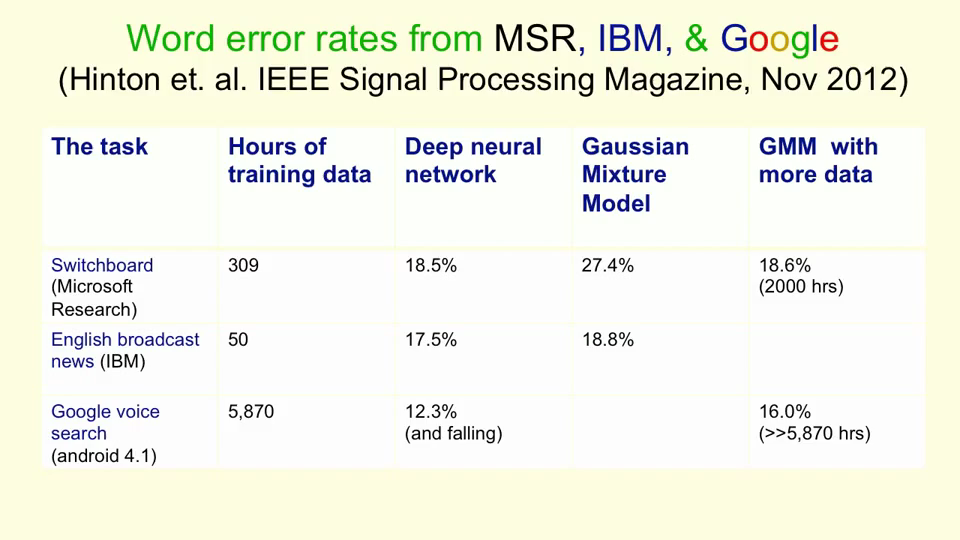 Word error rates from MSR, IBM, & Google
(Hinton et. al. IEEE Signal Processing Magazine, Nov 2012)
The task
Hours of
training data
Deep neural
network
Gaussian
Mixture
Model
GMM with
more data
Switchboard
(Microsoft
Research)
309
18.5%
27.4%
18.6%
(2000 hrs)
English broadcast
news (IBM)
50
17.5%
18.8%
Google voice
search
(android 4.1)
5,870
12.3%
(and falling)
16.0%
(>>5,870 hrs)